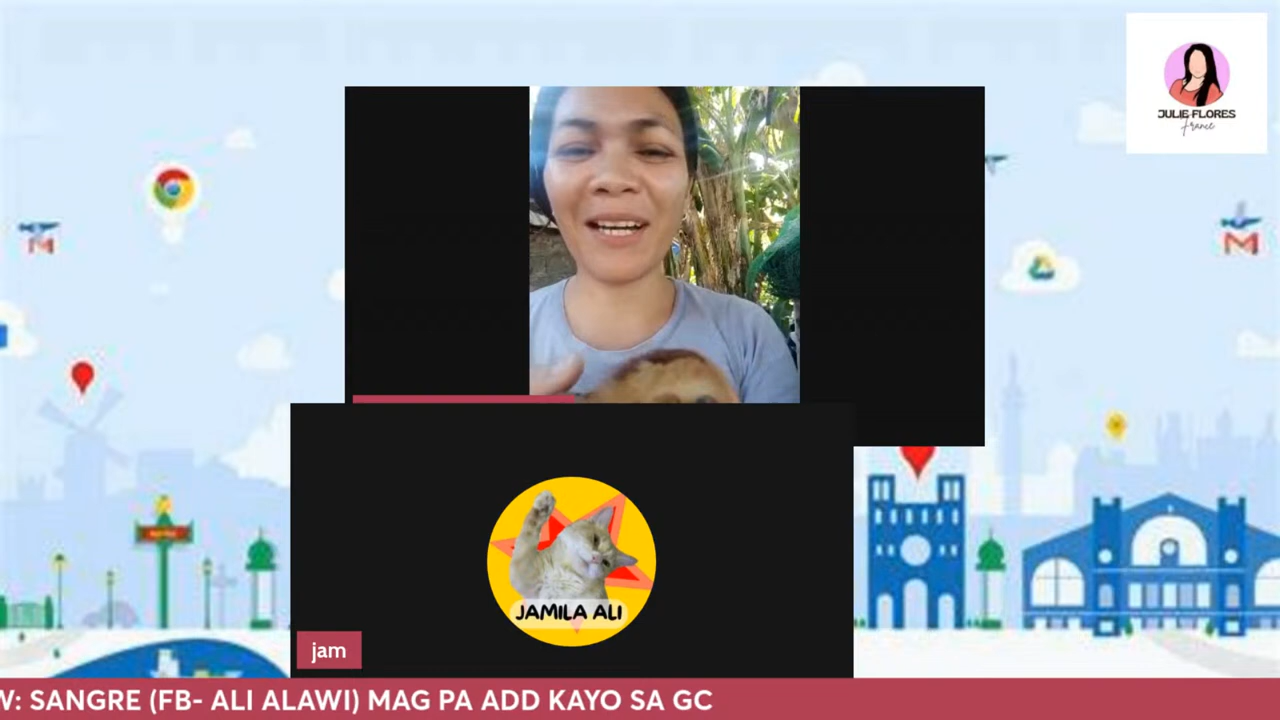 JULIE FLORES
France
JAMILA ALI
jam
W: SANGRE (FB- ALI ALAWI) MAG PA ADD KAYO SA GC